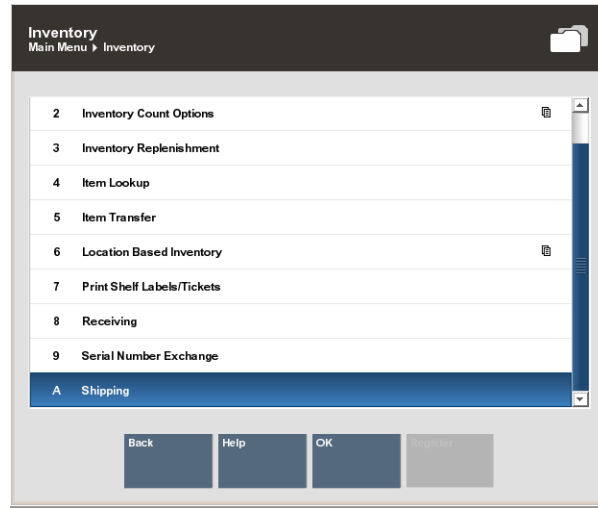 Inventory
Main Menu ▸ Inventory
2 Inventory Count Options
3 Inventory Replenishment
4 Item Lookup
5 Item Transfer
6 Location Based Inventory
7 Print Shelf Labels/Tickets
8 Receiving
9 Serial Number Exchange
A Shipping
Back Help OK Register